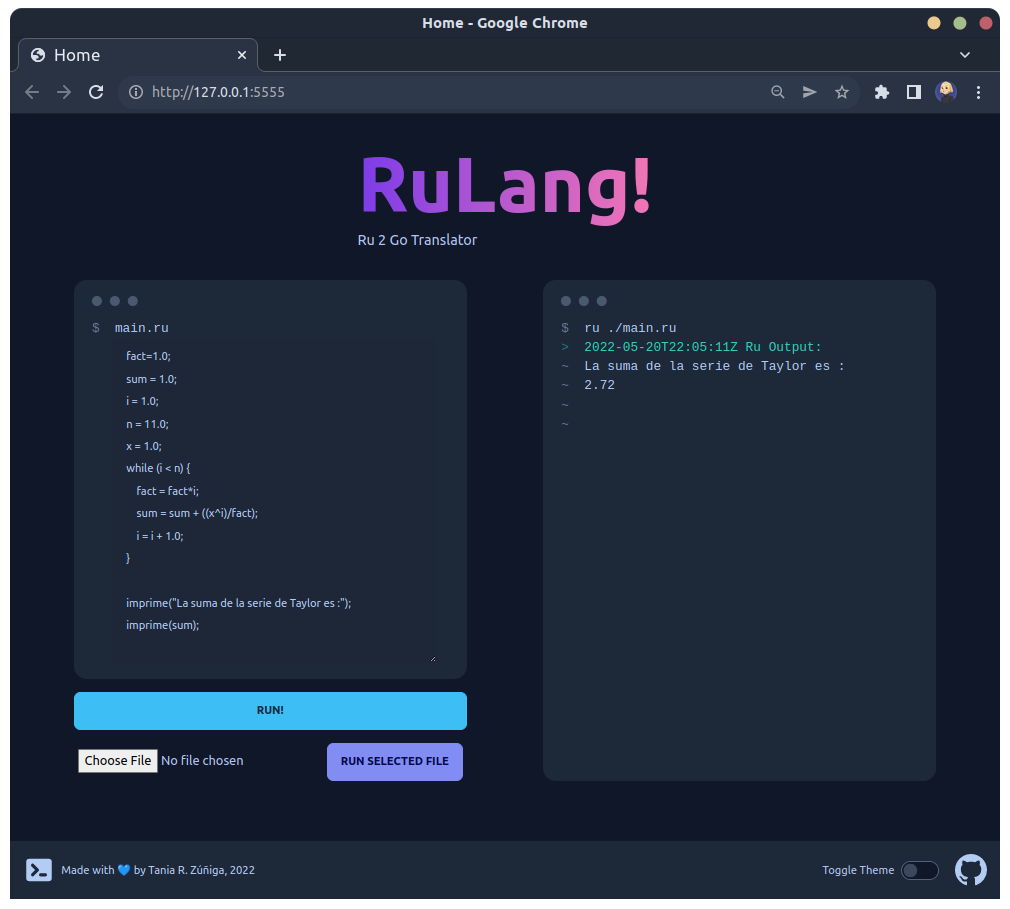 Home - Google Chrome
Home
http://127.0.0.1:5555
RuLang!
Ru 2 Go Translator
$ main.ru
fact=1.0;
sum = 1.0;
i = 1.0;
n = 11.0;
x = 1.0;
while (i < n) {
fact = fact*i;
sum = sum + ((x^i)/fact);
i = i + 1.0;
}
imprime("La suma de la serie de Taylor es :");
imprime(sum);
RUN!
Choose File No file chosen
RUN SELECTED FILE
$ ru ./main.ru
> 2022-05-20T22:05:11Z Ru Output:
~ La suma de la serie de Taylor es :
~ 2.72
~
~
Made with 💙 by Tania R. Zúñiga, 2022
Toggle Theme